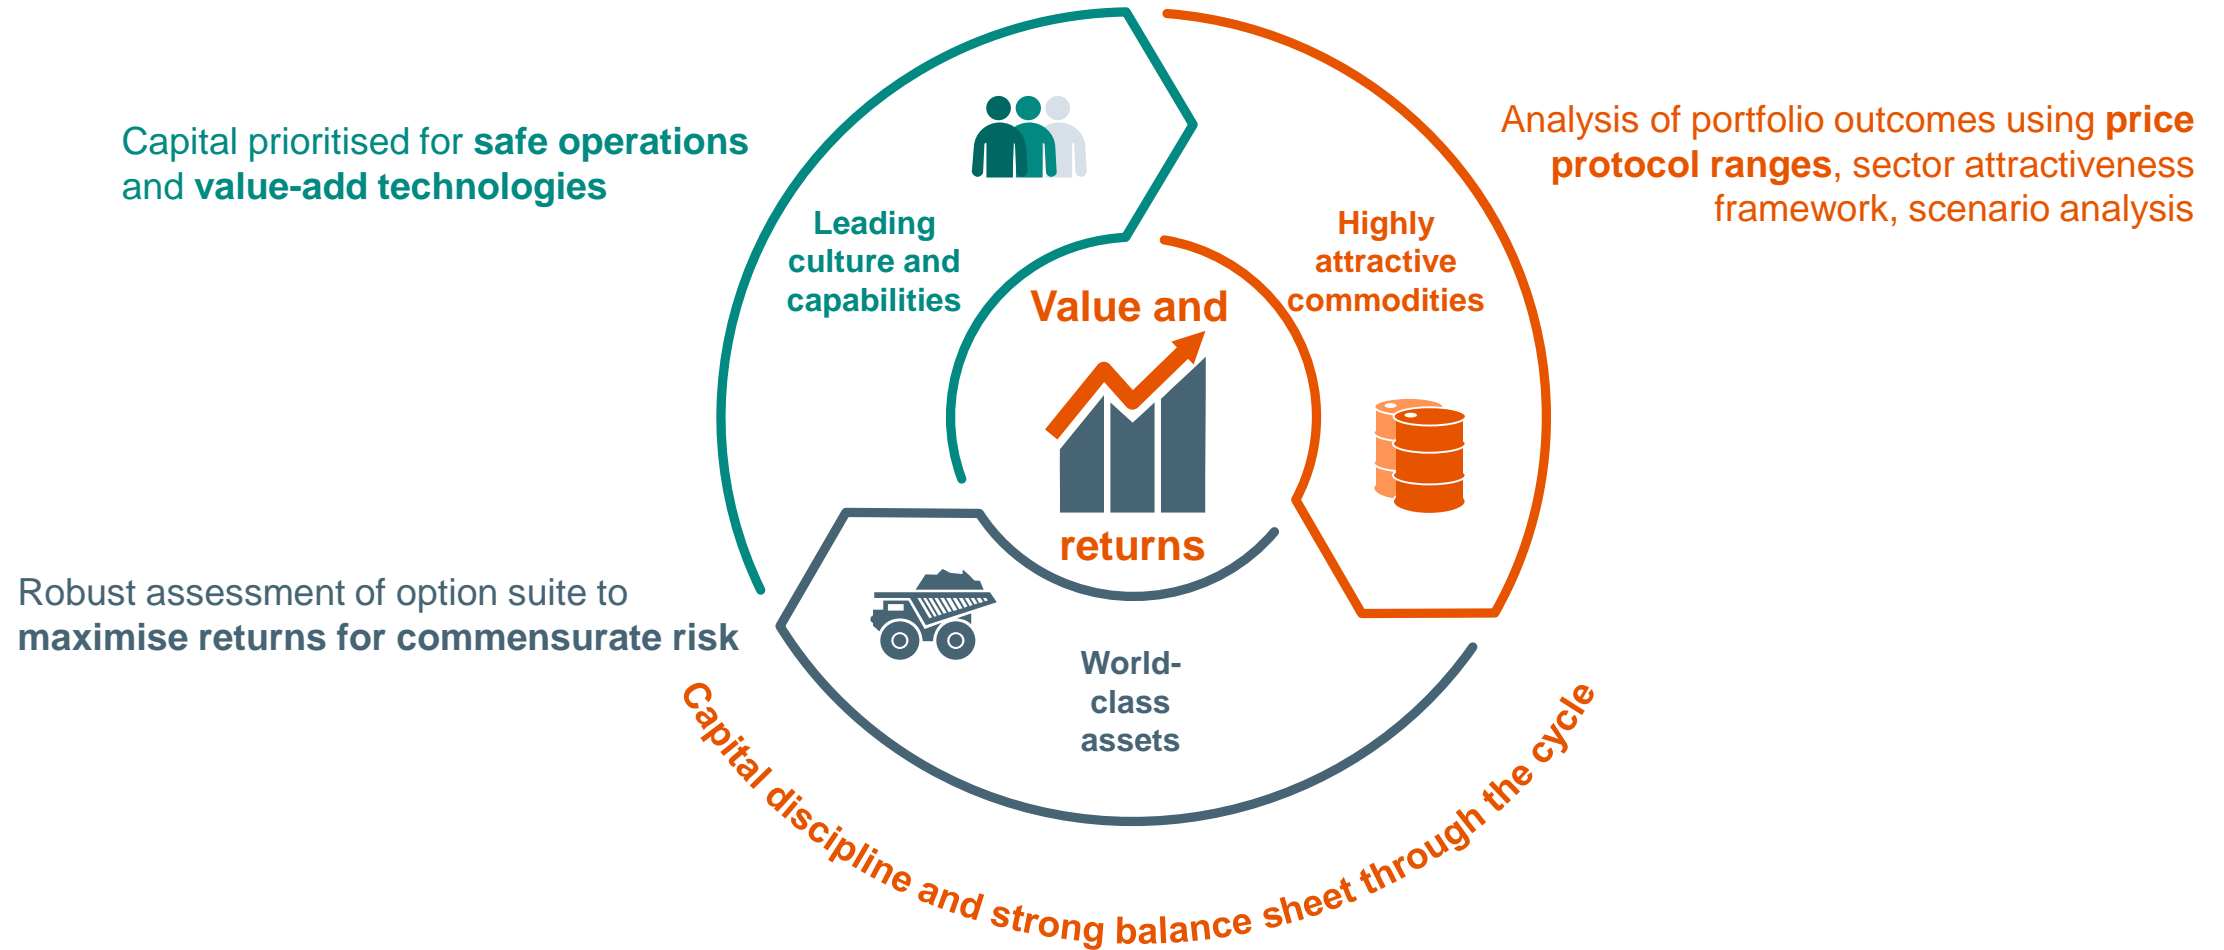 Capital prioritised for safe operations
and value-add technologies
Analysis of portfolio outcomes using price
protocol ranges, sector attractiveness
framework, scenario analysis
Leading
culture and
capabilities
Highly
attractive
commodities
Value and
returns
Robust assessment of option suite to
maximise returns for commensurate risk
World-
class
assets
Capital discipline and strong balance sheet through the cycle